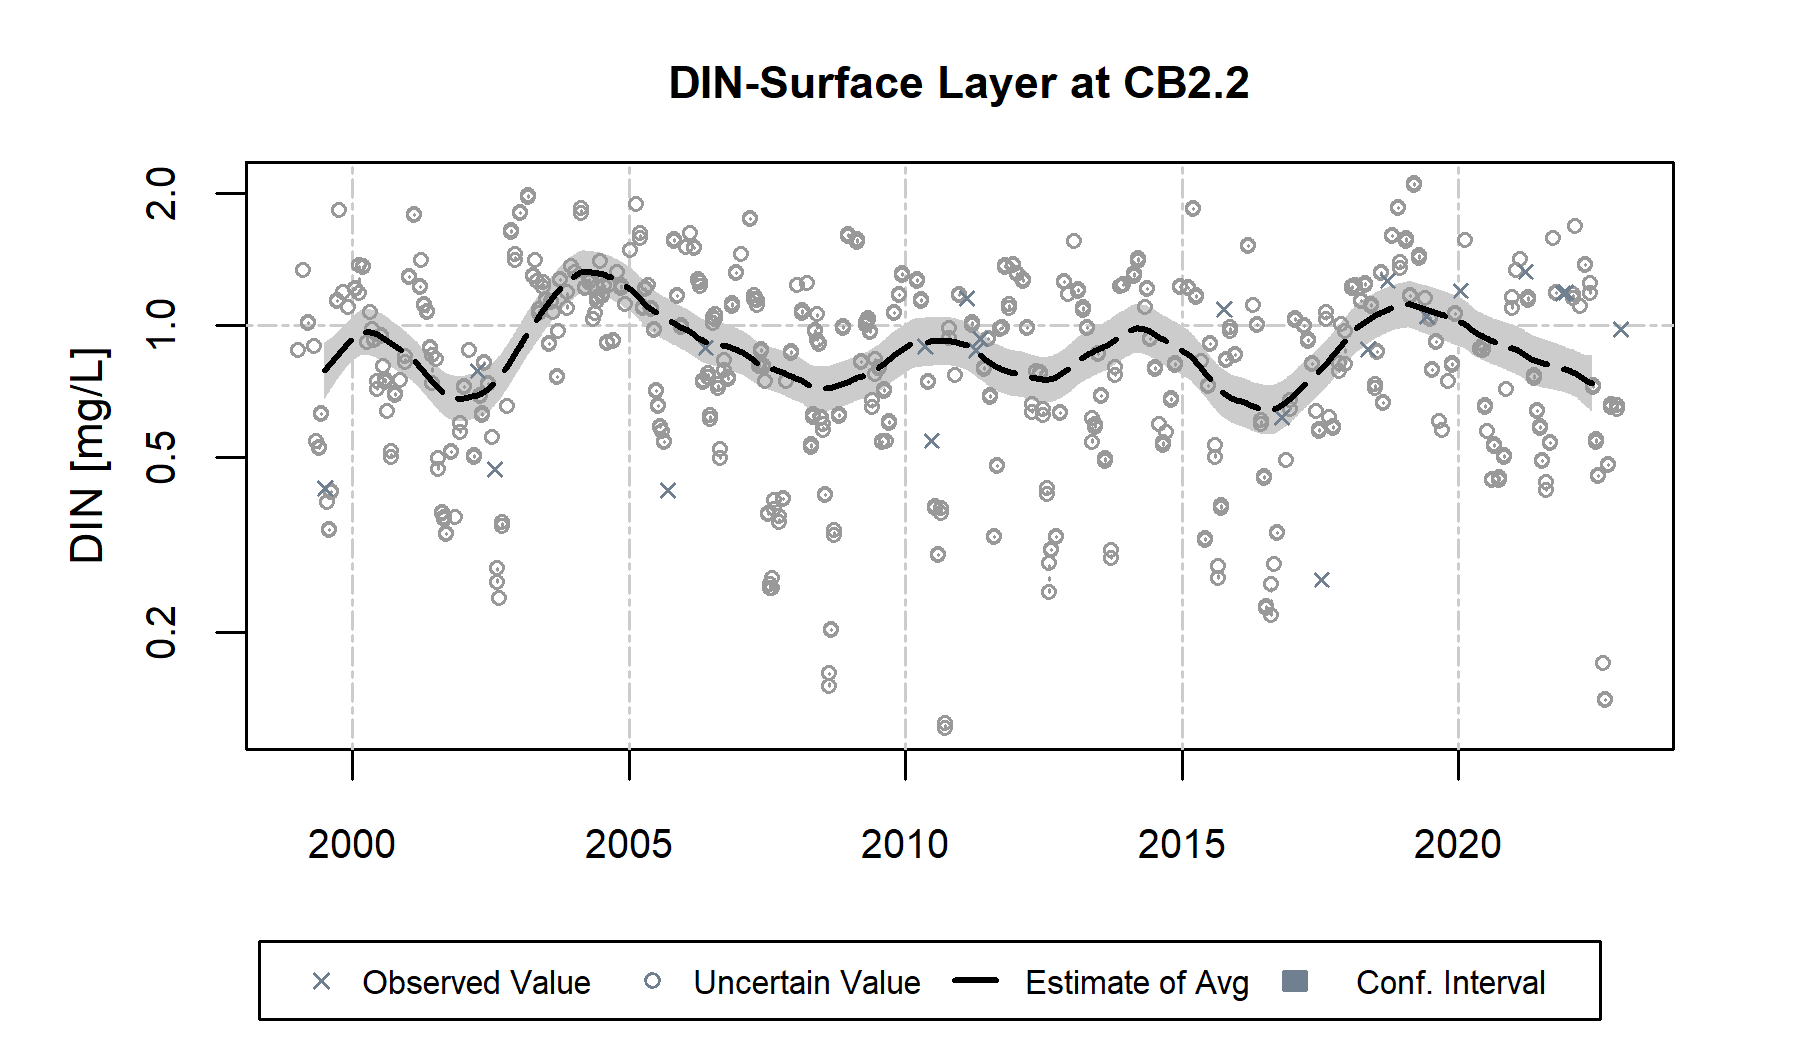 DIN-Surface Layer at CB2.2
DIN [mg/L]
2.0
1.0
0.5
0.2
2000 2005 2010 2015 2020
Observed Value Uncertain Value Estimate of Avg Conf. Interval